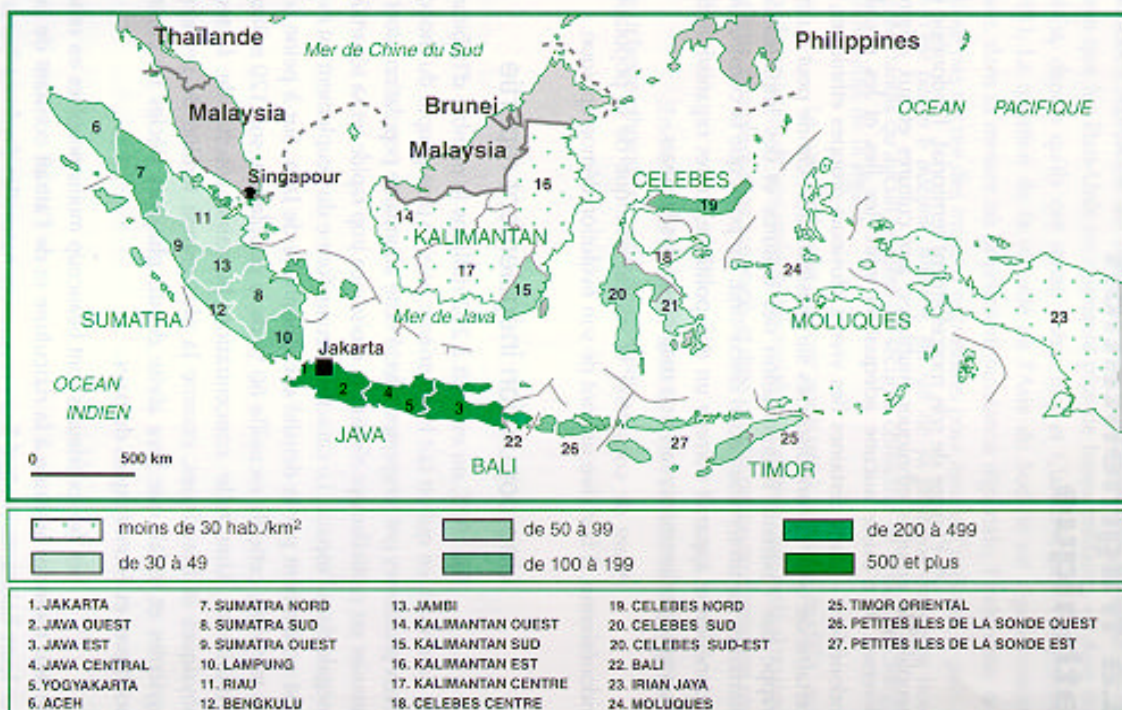 Thaïlande
Mer de Chine du Sud
Philippines
Malaysia
Brunei
OCEAN PACIFIQUE
Malaysia
Singapour
CELEBES
KALIMANTAN
SUMATRA
Mer de Java
MOLUQUES
Jakarta
OCEAN
INDIEN
JAVA
BALI
TIMOR
6
7
11
9
13
8
12
10
1
2
4
5
3
14
16
17
15
19
18
20
21
24
23
22
26
27
25
0 500 km
moins de 30 hab./km²
de 30 à 49
de 50 à 99
de 100 à 199
de 200 à 499
500 et plus
1. JAKARTA
2. JAVA OUEST
3. JAVA EST
4. JAVA CENTRAL
5. YOGYAKARTA
6. ACEH
7. SUMATRA NORD
8. SUMATRA SUD
9. SUMATRA OUEST
10. LAMPUNG
11. RIAU
12. BENGKULU
13. JAMBI
14. KALIMANTAN OUEST
15. KALIMANTAN SUD
16. KALIMANTAN EST
17. KALIMANTAN CENTRE
18. CELEBES CENTRE
19. CELEBES NORD
20. CELEBES SUD
20. CELEBES SUD-EST
22. BALI
23. IRIAN JAYA
24. MOLUQUES
25. TIMOR ORIENTAL
26. PETITES ILES DE LA SONDE OUEST
27. PETITES ILES DE LA SONDE EST